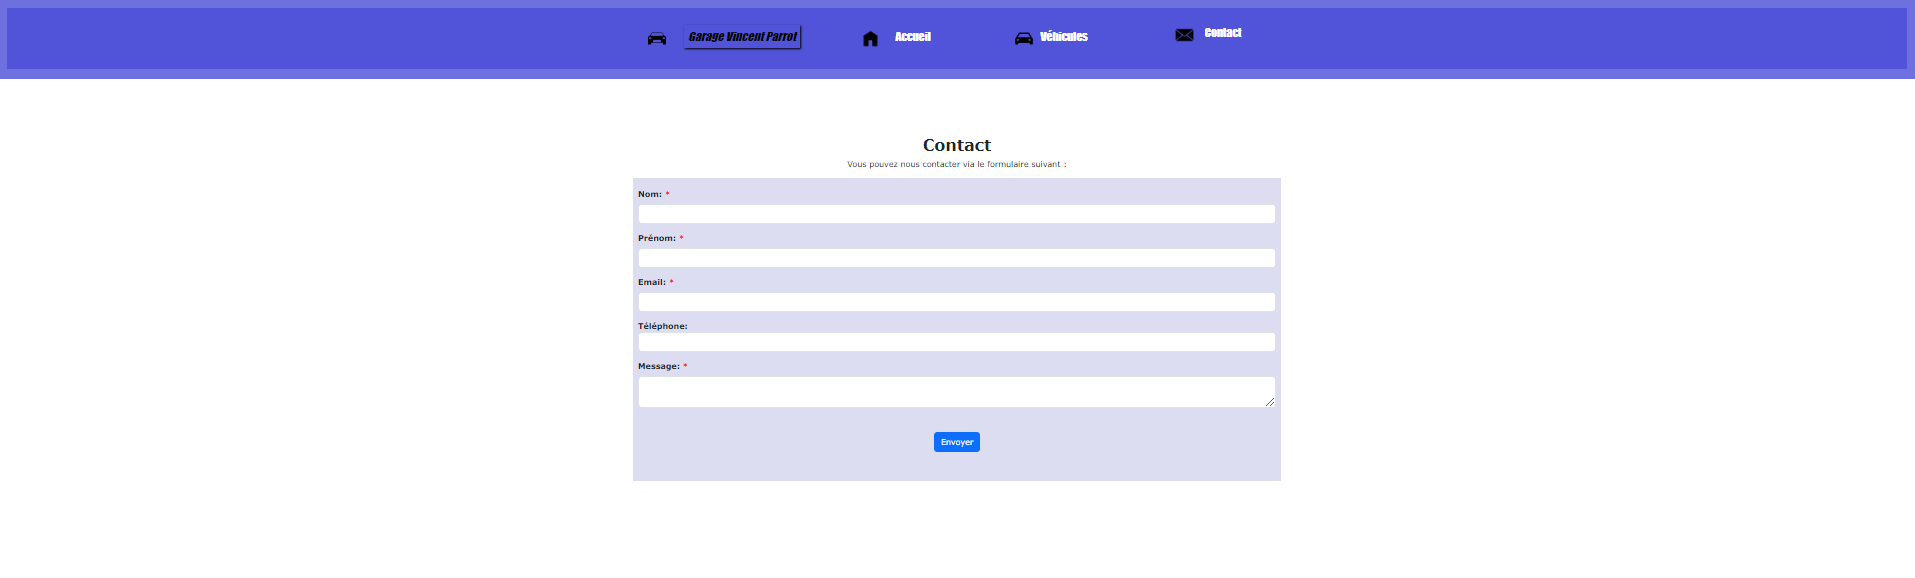 Garage Vincent Parrot
Accueil
Véhicules
Contact
Contact
Vous pouvez nous contacter via le formulaire suivant :
Nom: *
Prénom: *
Email: *
Téléphone:
Message: *
Envoyer